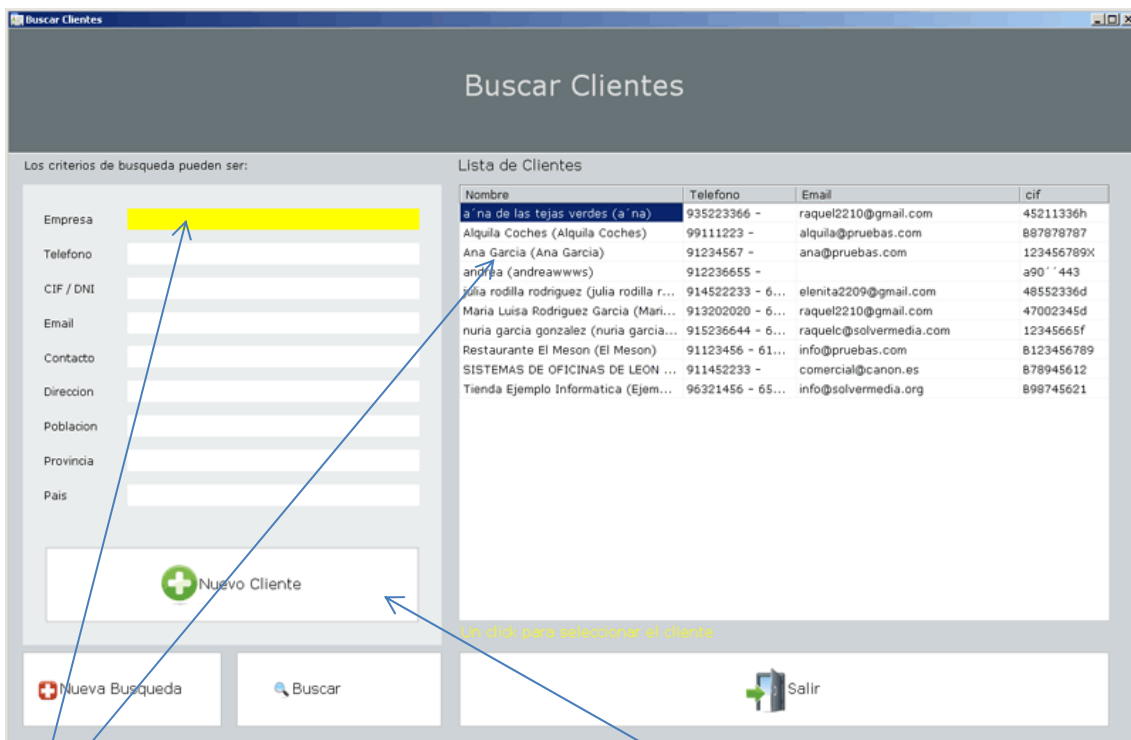 Buscar Clientes
Buscar Clientes
Los criterios de busqueda pueden ser:
Empresa
Telefono
CIF / DNI
Email
Contacto
Direccion
Poblacion
Provincia
Pais
Nuevo Cliente
Nueva Busqueda
Buscar
Lista de Clientes
Nombre Telefono Email cif
a´na de las tejas verdes (a´na) 935223366 - raquel2210@gmail.com 45211336h
Alquila Coches (Alquila Coches) 99111223 - alquila@pruebas.com B87878787
Ana Garcia (Ana Garcia) 91234567 - ana@pruebas.com 123456789X
andrea (andreawwws) 912236655 - a90´´443
julia rodilla rodriguez (julia rodilla r... 914522233 - 6... elenita2209@gmail.com 48552336d
Maria Luisa Rodriguez Garcia (Mari... 913202020 - 6... raquel2210@gmail.com 47002345d
nuria garcia gonzalez (nuria garcia... 915236644 - 6... raquelc@solvermedia.com 12345665f
Restaurante El Meson (El Meson) 91123456 - 61... info@pruebas.com B123456789
SISTEMAS DE OFICINAS DE LEON ... 911452233 - comercial@canon.es B78945612
Tienda Ejemplo Informatica (Ejem... 96321456 - 65... info@solvermedia.org B98745621
Un click para seleccionar el cliente
Salir